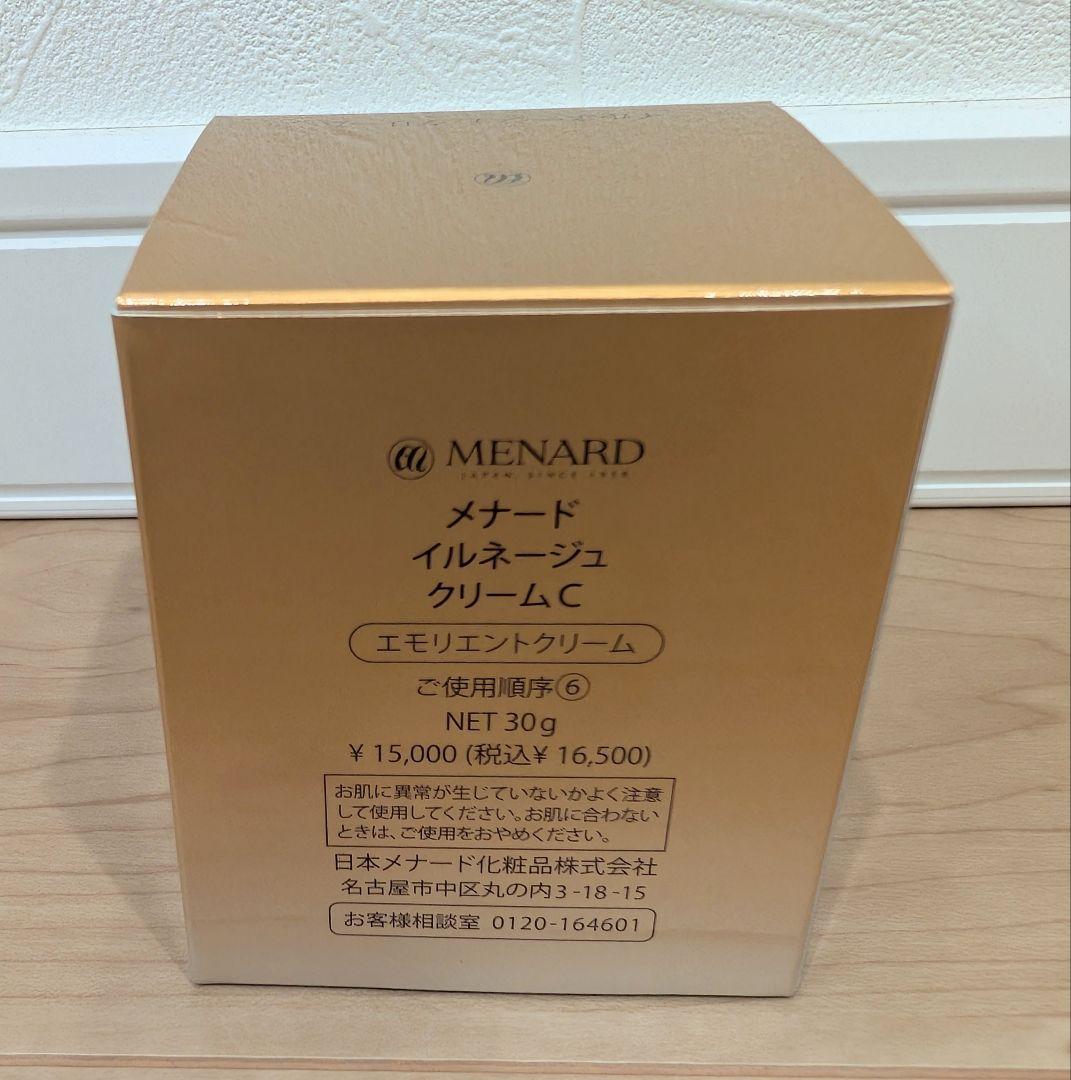 MENARD
JAPAN, SINCE 1959
メナード
イルネージュ
クリームC
エモリエントクリーム
ご使用順序⑥
NET 30g
¥ 15,000 (税込¥ 16,500)
お肌に異常が生じていないかよく注意
して使用してください。お肌に合わない
ときは、ご使用をおやめください。
日本メナード化粧品株式会社
名古屋市中区丸の内3-18-15
お客様相談室 0120-164601